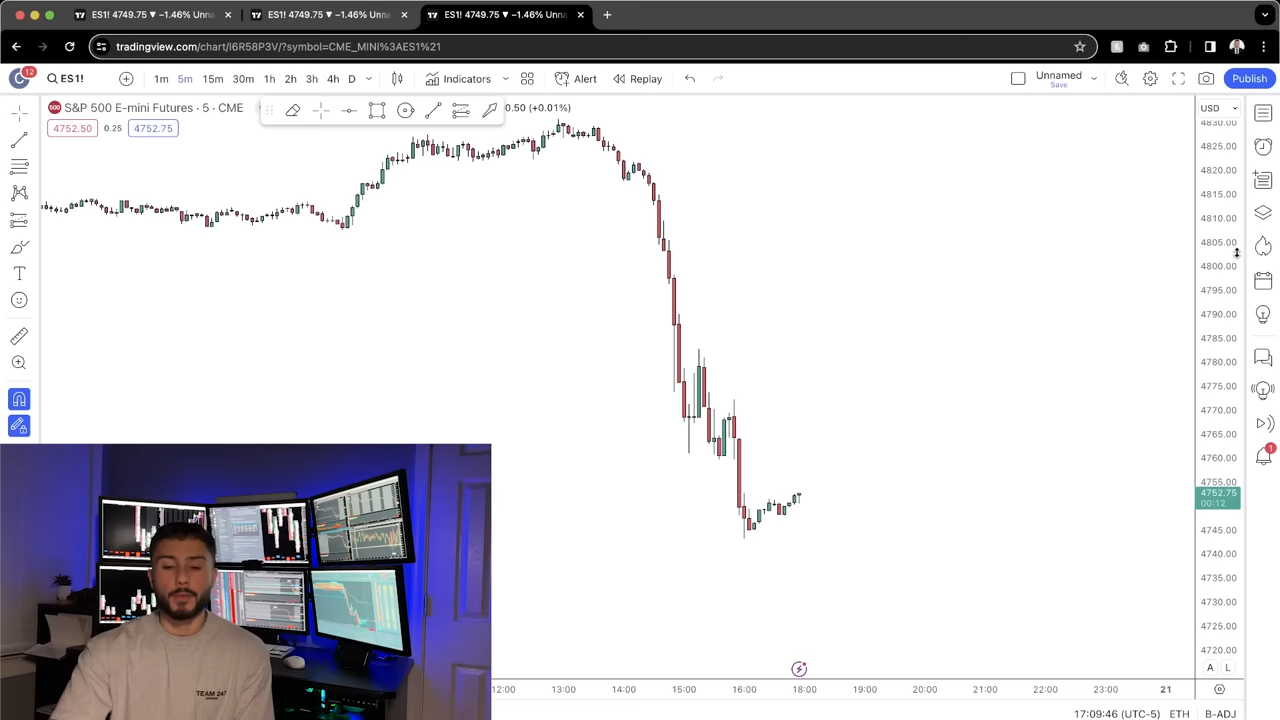 ES1! 4749.75 ▼ −1.46% Unna
ES1! 4749.75 ▼ −1.46% Unna
ES1! 4749.75 ▼ −1.46% Unna
tradingview.com/chart/I6R58P3V/?symbol=CME_MINI%3AES1%21
12
ES1!
1m
5m
15m
30m
1h
2h
3h
4h
D
Indicators
Alert
Replay
Unnamed
Save
Publish
500
S&P 500 E-mini Futures · 5 · CME
0.50 (+0.01%)
4752.50
0.25
4752.75
USD
4830.00
4825.00
4820.00
4815.00
4810.00
4805.00
4800.00
4795.00
4790.00
4785.00
4780.00
4775.00
4770.00
4765.00
4760.00
4755.00
4752.75
00:12
4745.00
4740.00
4735.00
4730.00
4725.00
4720.00
A
L
1
TEAM 247
12:00
13:00
14:00
15:00
16:00
17:00
18:00
19:00
20:00
21:00
22:00
23:00
21
17:09:46 (UTC-5)
ETH
B-ADJ